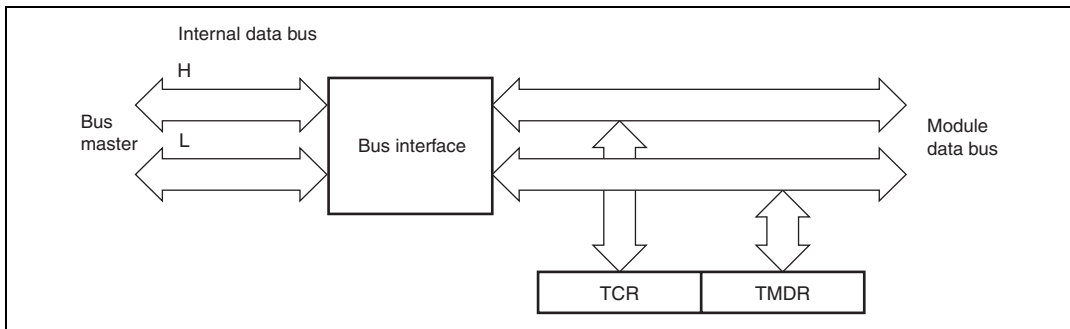 Internal data bus
H
Bus
master
L
Bus interface
Module
data bus
TCR
TMDR